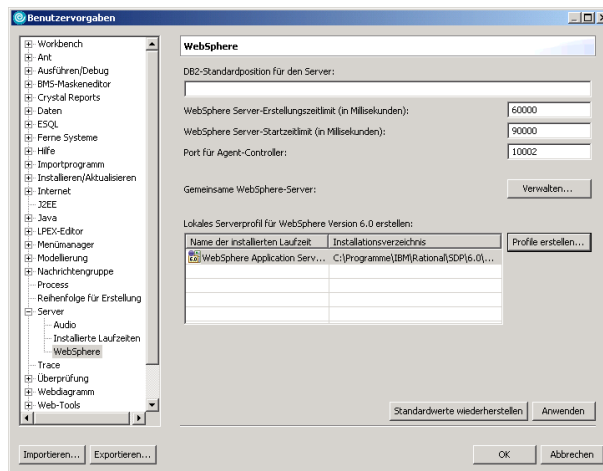 Benutzervorgaben
Workbench
Ant
Ausführen/Debug
BMS-Maskeneditor
Crystal Reports
Daten
ESQL
Ferne Systeme
Hilfe
Importprogramm
Installieren/Aktualisieren
Internet
J2EE
Java
LPEX-Editor
Menümanager
Modellierung
Nachrichtengruppe
Process
Reihenfolge für Erstellung
Server
Audio
Installierte Laufzeiten
WebSphere
Trace
Überprüfung
Webdiagramm
Web-Tools
Importieren... Exportieren...
WebSphere
DB2-Standardposition für den Server:
WebSphere Server-Erstellungszeitlimit (in Millisekunden): 60000
WebSphere Server-Startzeitlimit (in Millisekunden): 90000
Port für Agent-Controller: 10002
Gemeinsame WebSphere-Server: Verwalten...
Lokales Serverprofil für WebSphere Version 6.0 erstellen:
Name der installierten Laufzeit Installationsverzeichnis Profile erstellen...
WebSphere Application Serv... C:\Programme\IBM\Rational\SDP\6.0\...
Standardwerte wiederherstellen Anwenden
OK Abbrechen